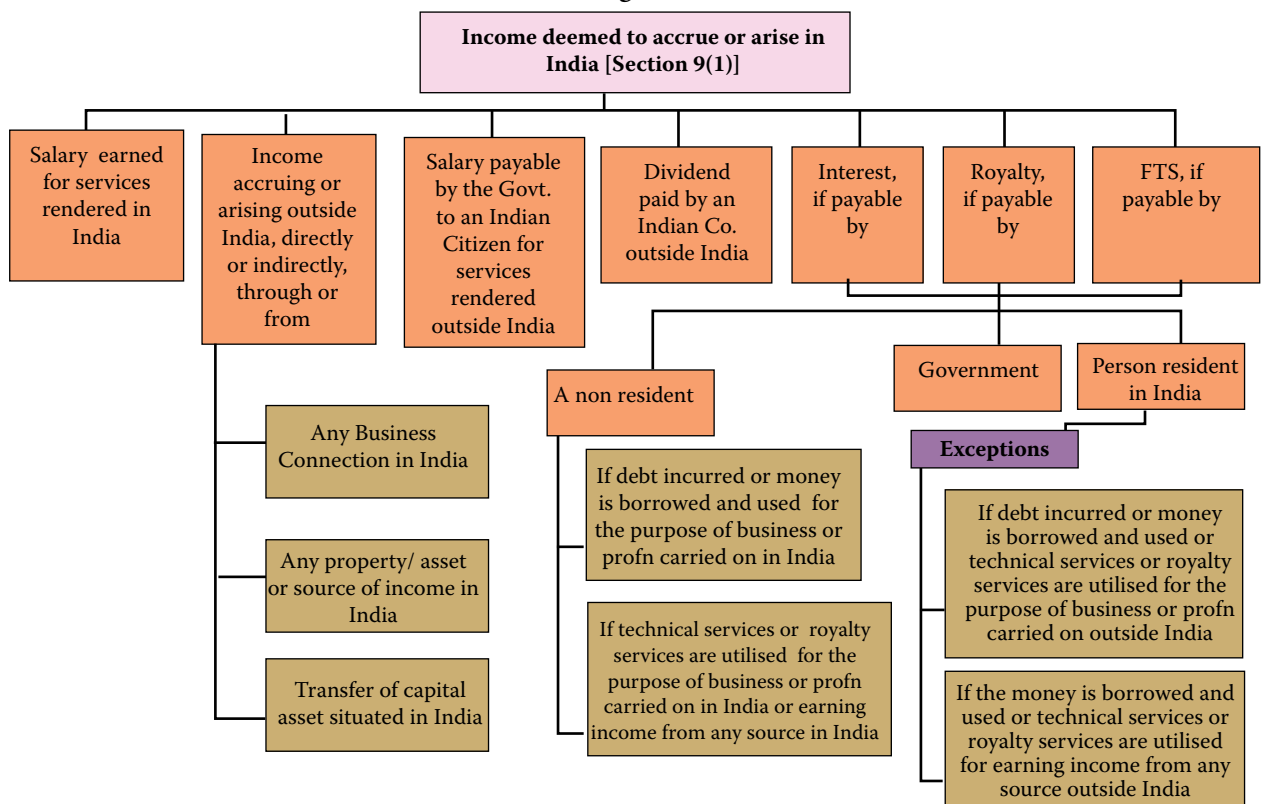 Income deemed to accrue or arise in
India [Section 9(1)]
Salary earned
for services
rendered in
India
Income
accruing or
arising outside
India, directly
or indirectly,
through or
from
Salary payable
by the Govt.
to an Indian
Citizen for
services
rendered
outside India
Dividend
paid by an
Indian Co.
outside India
Interest,
if payable
by
Royalty,
if payable
by
FTS, if
payable by
A non resident
Government
Person resident
in India
Any Business
Connection in India
Any property/ asset
or source of income in
India
Transfer of capital
asset situated in India
If debt incurred or money
is borrowed and used for
the purpose of business or
profn carried on in India
If technical services or royalty
services are utilised for the
purpose of business or profn
carried on in India or earning
income from any source in India
Exceptions
If debt incurred or money
is borrowed and used or
technical services or royalty
services are utilised for the
purpose of business or profn
carried on outside India
If the money is borrowed and
used or technical services or
royalty services are utilised
for earning income from any
source outside India